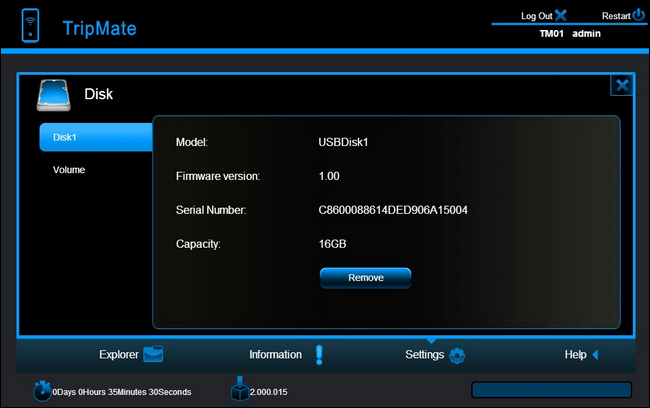 Log Out Restart
TripMate
TM01 admin
Disk
Disk1
Model: USBDisk1
Volume
Firmware version: 1.00
Serial Number: C8600088614DED906A15004
Capacity: 16GB
Remove
Explorer Information Settings Help
0Days 0Hours 35Minutes 30Seconds 2.000.015